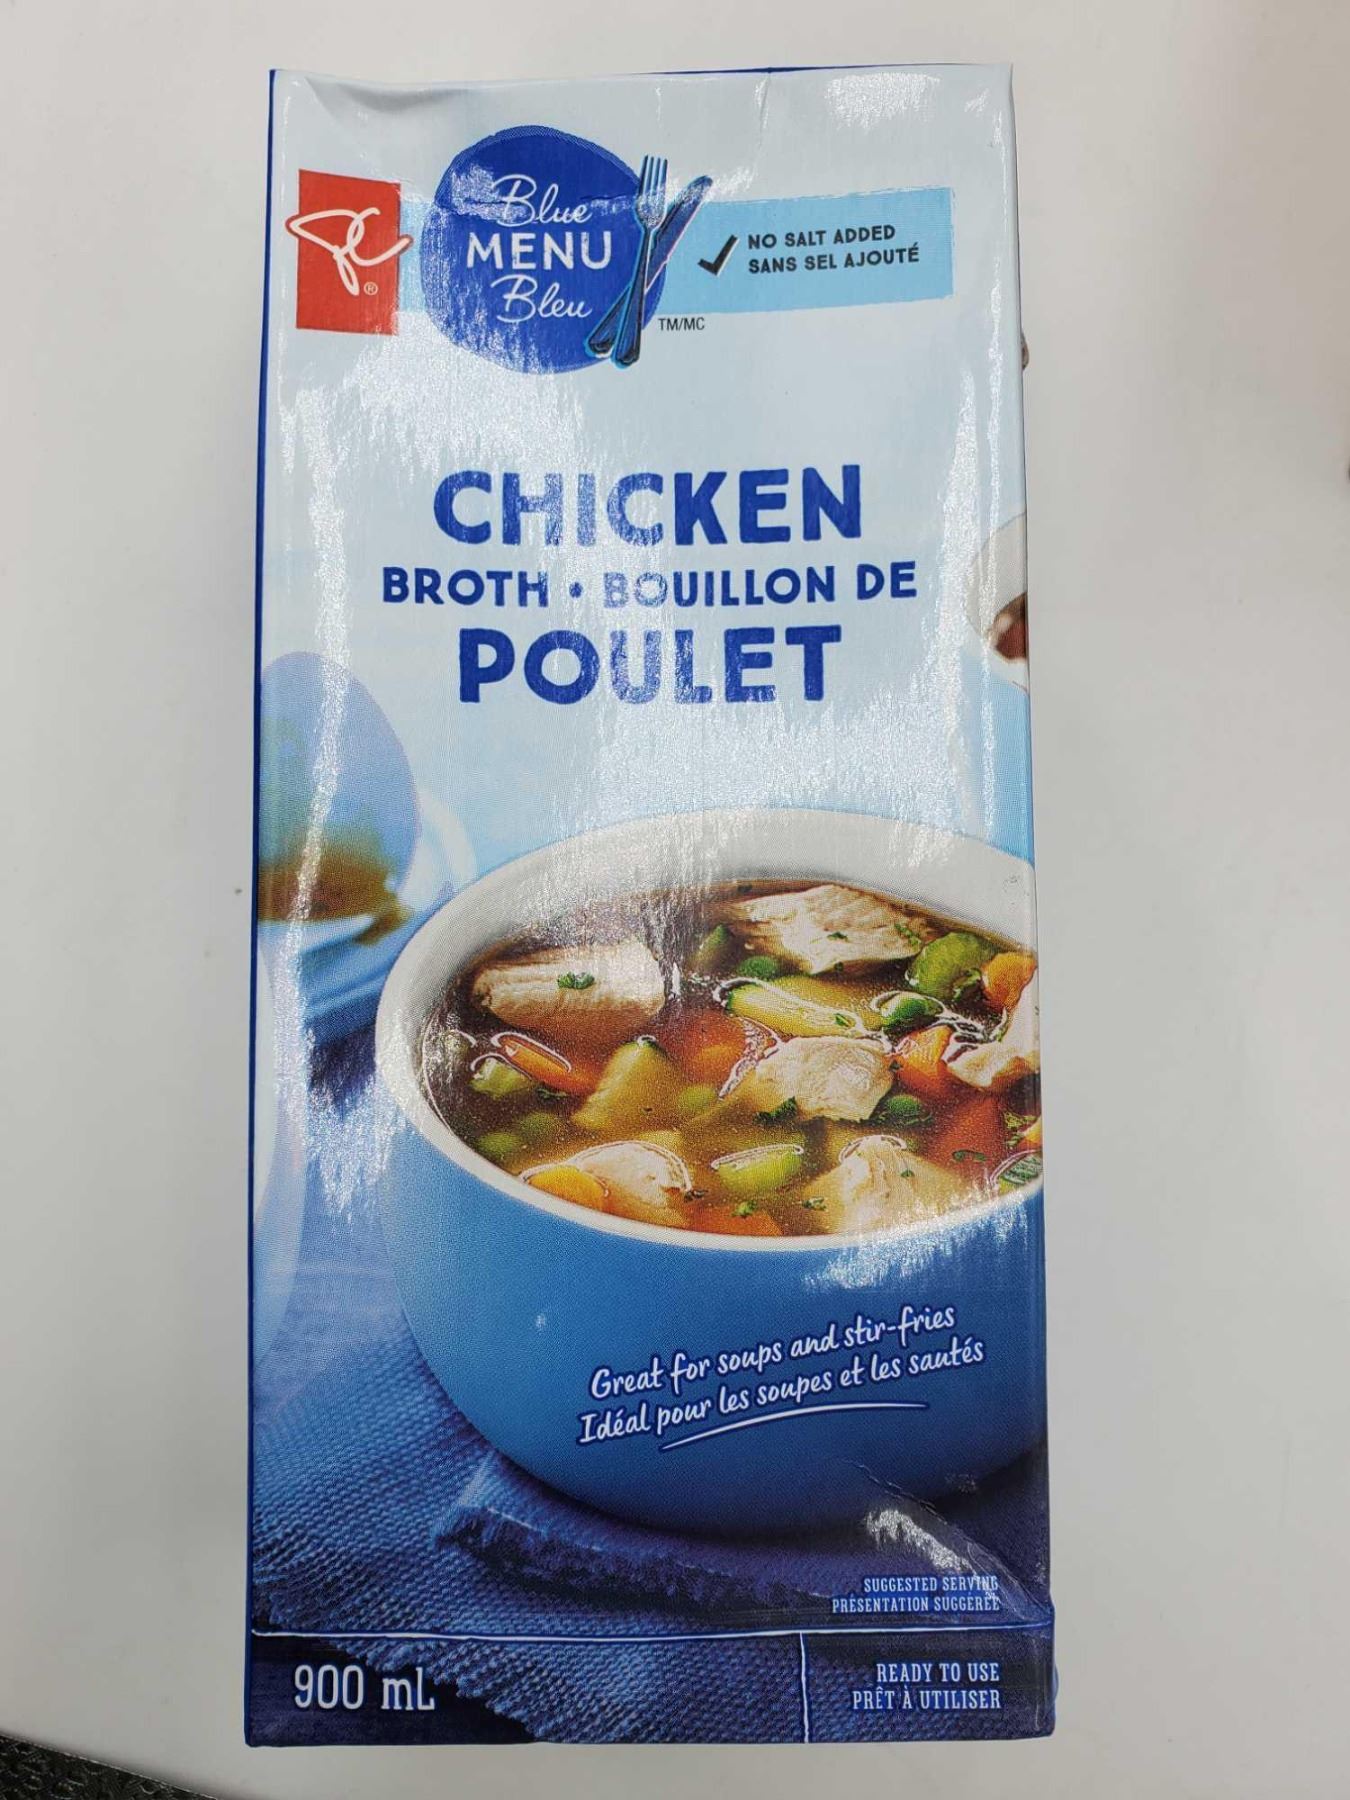 PC®
Blue
MENU
Bleu
TM/MC
NO SALT ADDED
SANS SEL AJOUTÉ
CHICKEN
BROTH • BOUILLON DE
POULET
Great for soups and stir-fries
Idéal pour les soupes et les sautés
SUGGESTED SERVING
PRÉSENTATION SUGGÉRÉE
900 mL
READY TO USE
PRÊT À UTILISER